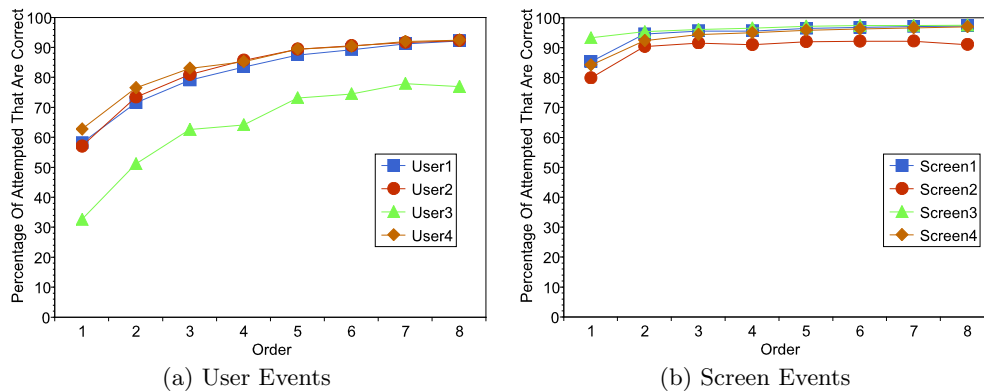 Percentage Of Attempted That Are Correct
100
90
80
70
60
50
40
30
20
10
0
1 2 3 4 5 6 7 8
Order
User1
User2
User3
User4
(a) User Events
Percentage Of Attempted That Are Correct
100
90
80
70
60
50
40
30
20
10
0
1 2 3 4 5 6 7 8
Order
Screen1
Screen2
Screen3
Screen4
(b) Screen Events